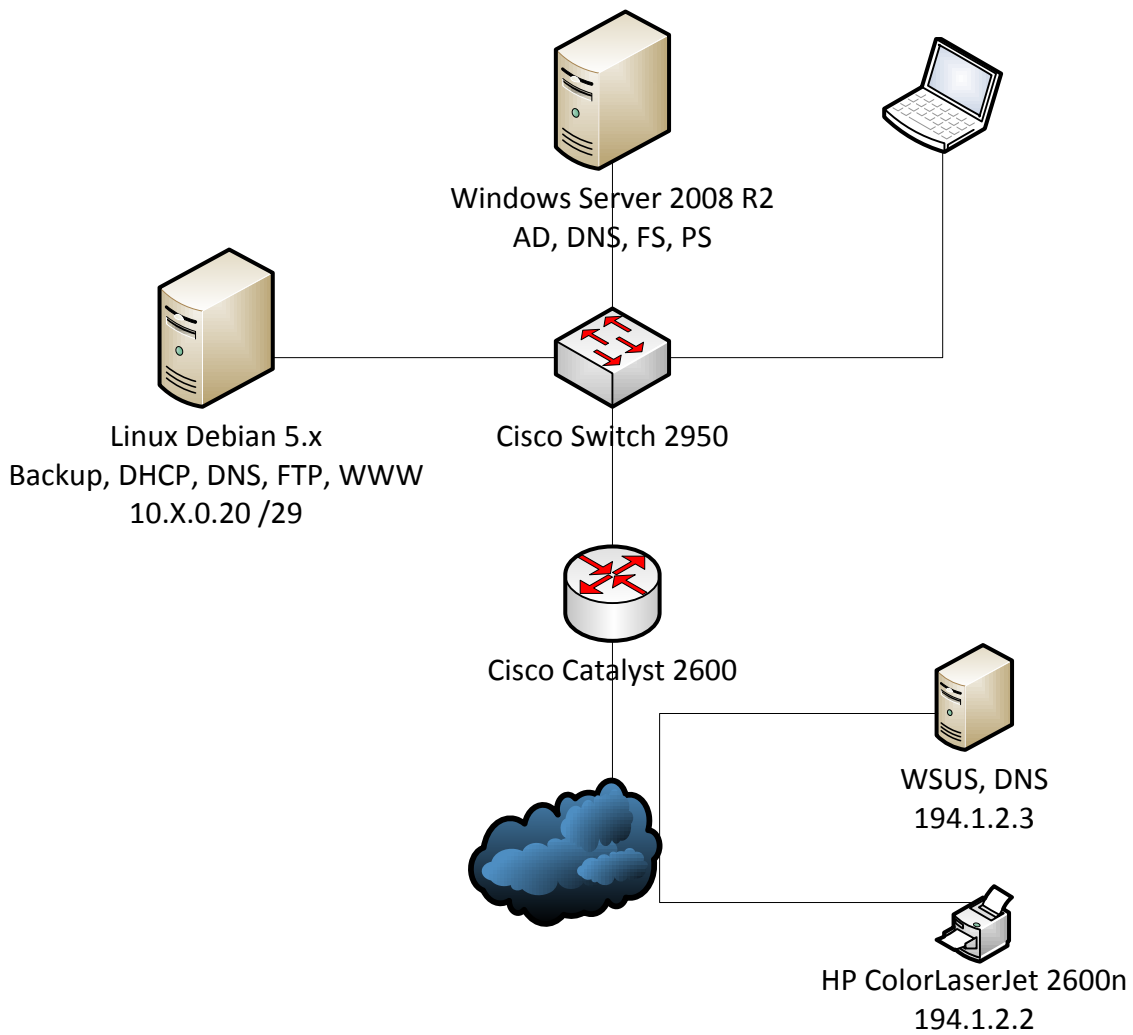 Windows Server 2008 R2
AD, DNS, FS, PS
Linux Debian 5.x
Backup, DHCP, DNS, FTP, WWW
10.X.0.20 /29
Cisco Switch 2950
Cisco Catalyst 2600
WSUS, DNS
194.1.2.3
HP ColorLaserJet 2600n
194.1.2.2